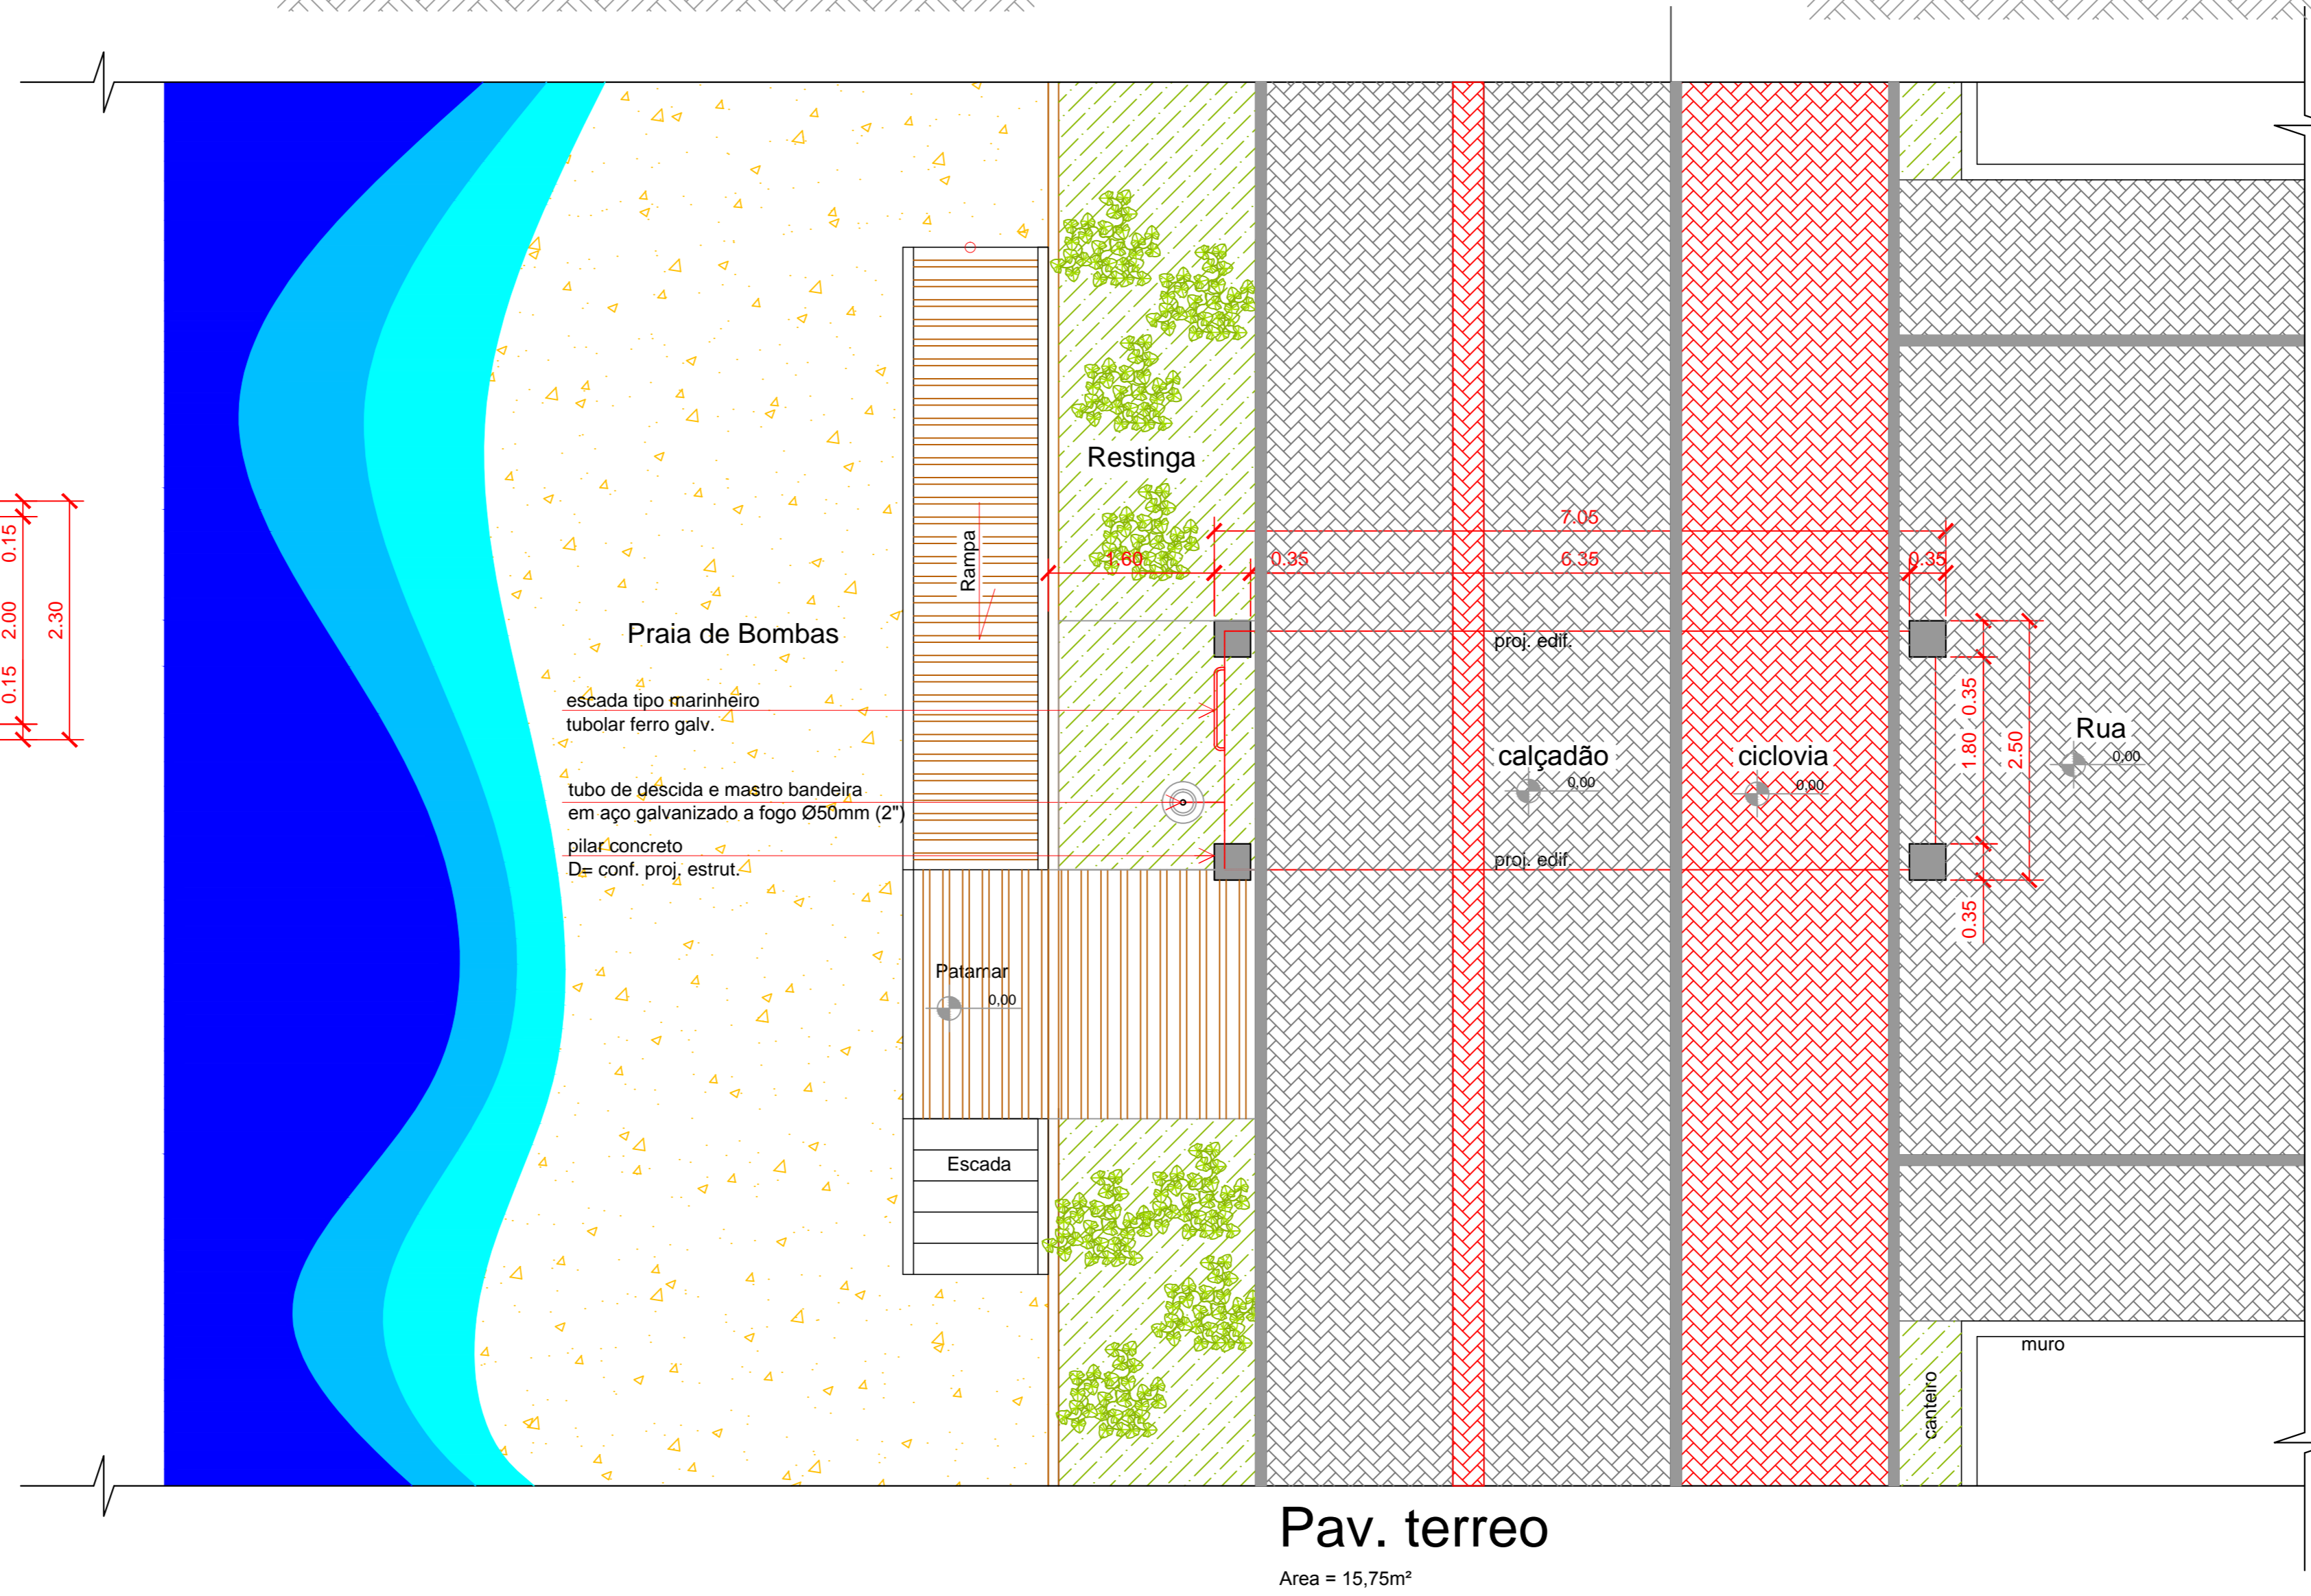 Restinga
7.05
1.60
0.35
6.35
0.35
0.15
2.00
0.15
2.30
Rampa
Praia de Bombas
proj. edif.
escada tipo marinheiro
tubolar ferro galv.
0.35
1.80
2.50
0.35
calçadão
0,00
ciclovia
0,00
Rua
0,00
tubo de descida e mastro bandeira
em aço galvanizado a fogo Ø50mm (2")
pilar concreto
D= conf. proj. estrut.
proj. edif.
Patamar
0,00
Escada
muro
canteiro
Pav. terreo
Area = 15,75m²